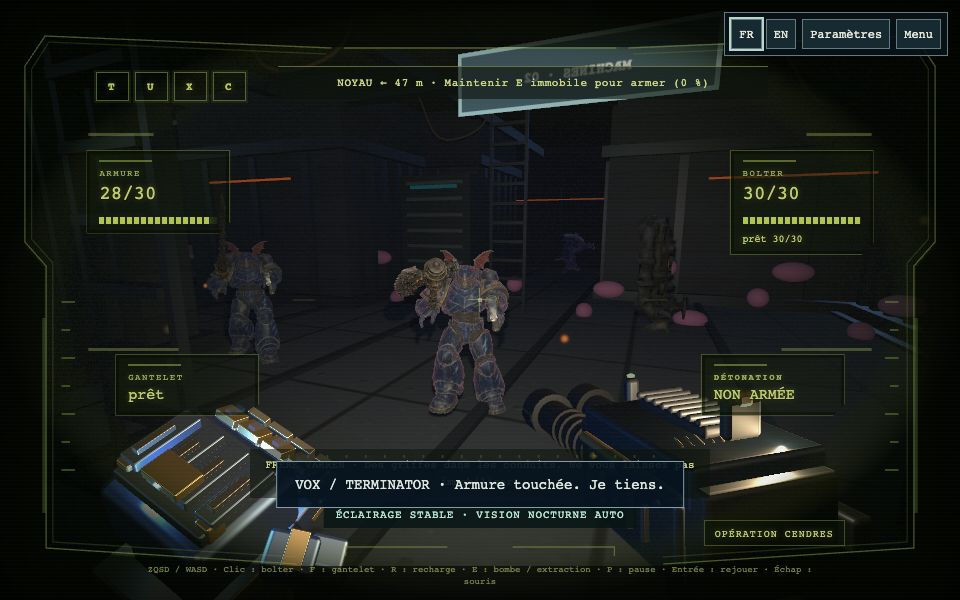 FR EN Paramètres Menu
MACHINES · 02
T U X C
NOYAU ← 47 m · Maintenir E immobile pour armer (0 %)
ARMURE
28/30
BOLTER
30/30
prêt 30/30
GANTELET
prêt
DÉTONATION
NON ARMÉE
VOX / TERMINATOR · Armure touchée. Je tiens.
ÉCLAIRAGE STABLE · VISION NOCTURNE AUTO
OPÉRATION CENDRES
ZQSD / WASD · Clic : bolter · F : gantelet · R : recharge · E : bombe / extraction · P : pause · Entrée : rejouer · Échap :
souris